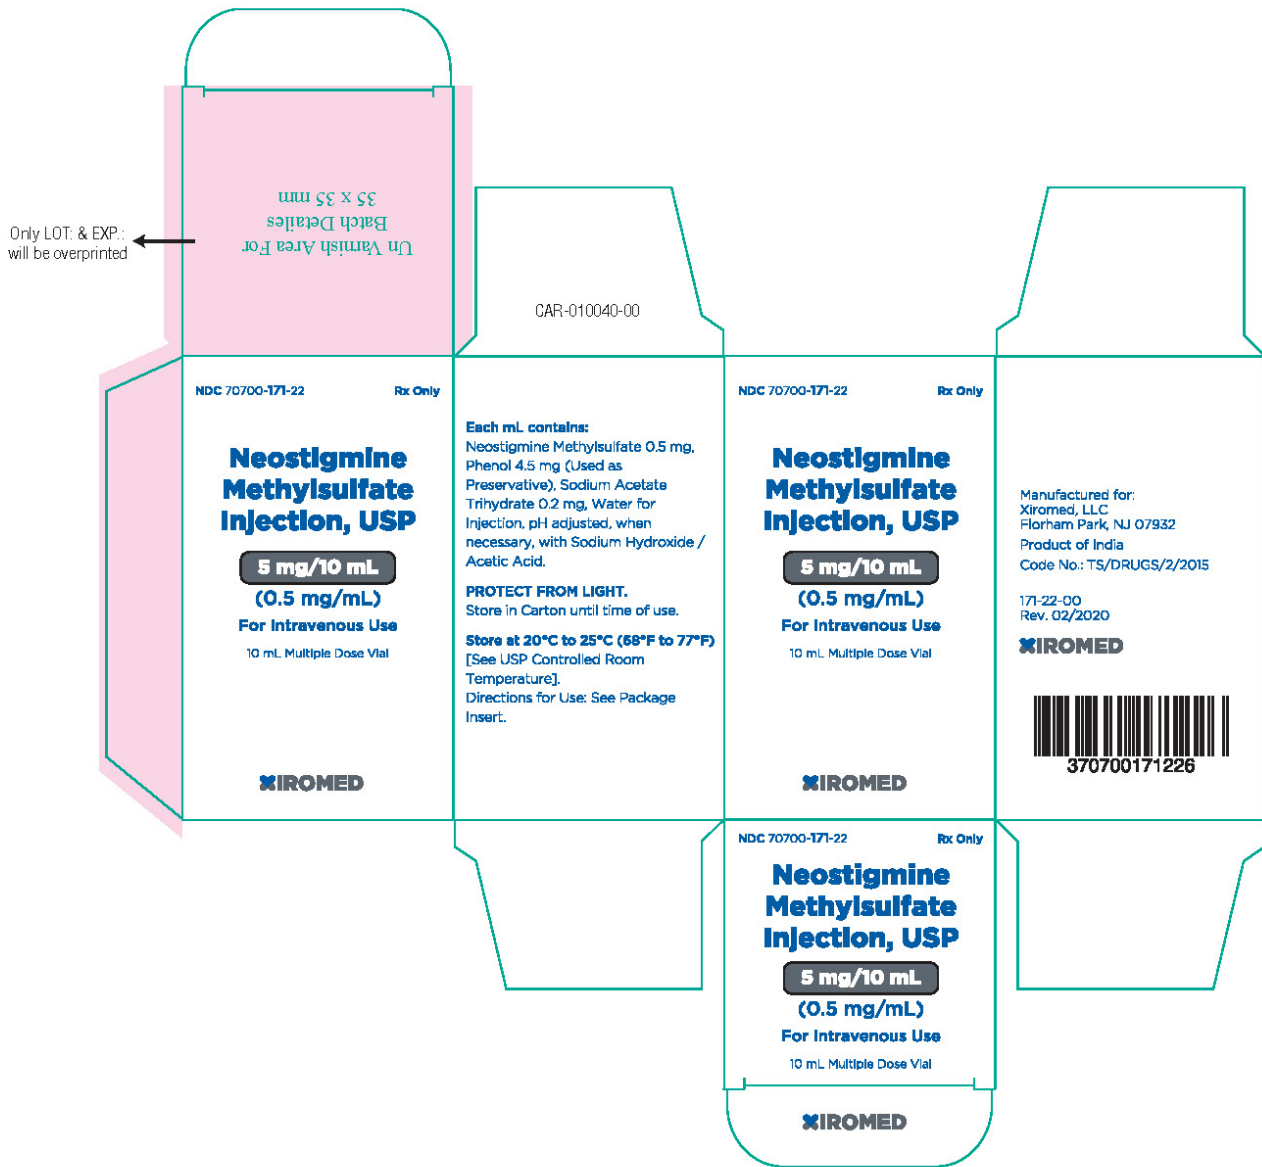 Un Varnish Area For
Batch Detailes
35 x 35 mm
Only LOT: & EXP.:
will be overprinted
CAR-010040-00
NDC 70700-171-22 Rx Only
Neostigmine
Methylsulfate
Injection, USP
5 mg/10 mL
(0.5 mg/mL)
For Intravenous Use
10 mL Multiple Dose Vial
XIROMED
Each mL contains:
Neostigmine Methylsulfate 0.5 mg,
Phenol 4.5 mg (Used as
Preservative), Sodium Acetate
Trihydrate 0.2 mg, Water for
Injection, pH adjusted, when
necessary, with Sodium Hydroxide /
Acetic Acid.
PROTECT FROM LIGHT.
Store in Carton until time of use.
Store at 20°C to 25°C (68°F to 77°F)
[See USP Controlled Room
Temperature].
Directions for Use: See Package
Insert.
NDC 70700-171-22 Rx Only
Neostigmine
Methylsulfate
Injection, USP
5 mg/10 mL
(0.5 mg/mL)
For Intravenous Use
10 mL Multiple Dose Vial
XIROMED
Manufactured for:
Xiromed, LLC
Florham Park, NJ 07932
Product of India
Code No.: TS/DRUGS/2/2015
171-22-00
Rev. 02/2020
XIROMED
370700171226
NDC 70700-171-22 Rx Only
Neostigmine
Methylsulfate
Injection, USP
5 mg/10 mL
(0.5 mg/mL)
For Intravenous Use
10 mL Multiple Dose Vial
XIROMED